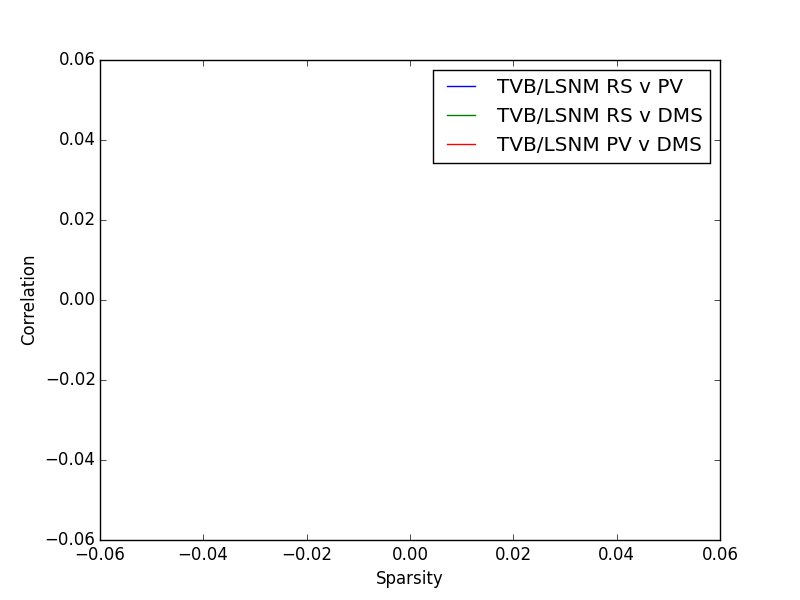 0.06
0.04
0.02
0.00
−0.02
−0.04
−0.06
Correlation
TVB/LSNM RS v PV
TVB/LSNM RS v DMS
TVB/LSNM PV v DMS
−0.06 −0.04 −0.02 0.00 0.02 0.04 0.06
Sparsity